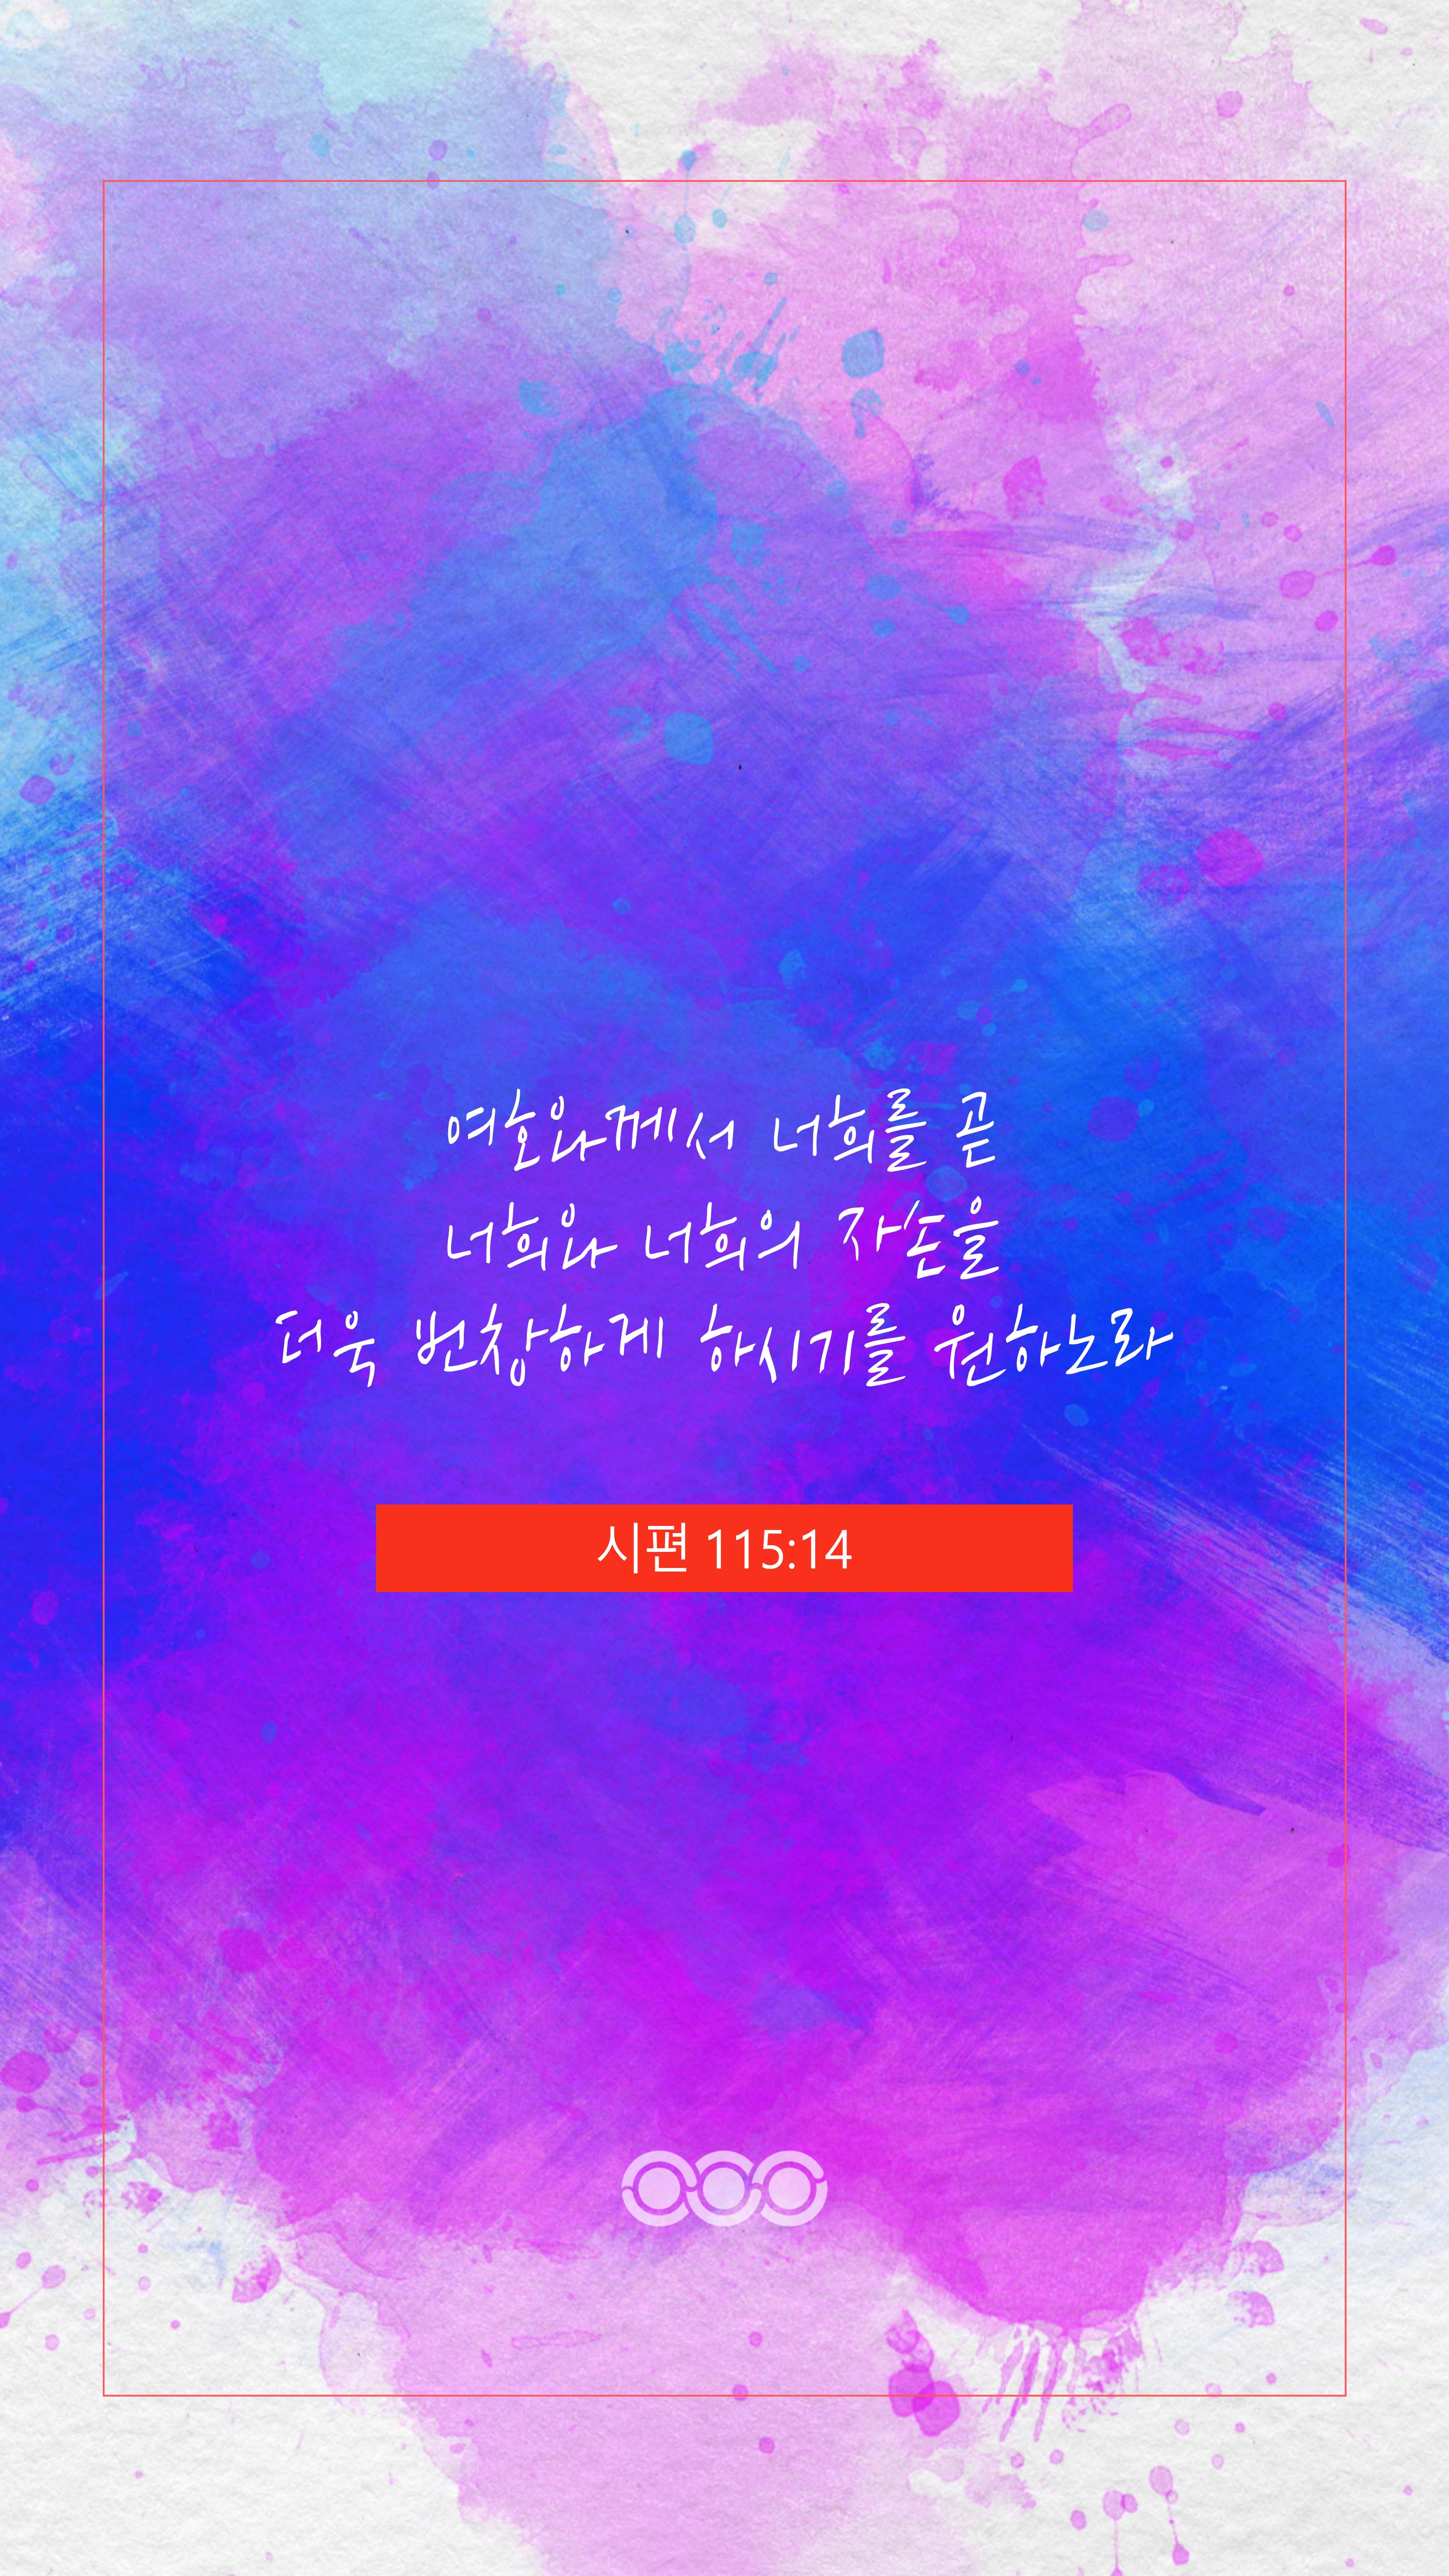 여호와께서 너희를 곧
너희와 너희의 자손을
더욱 번창하게 하시기를 원하노라
시편 115:14